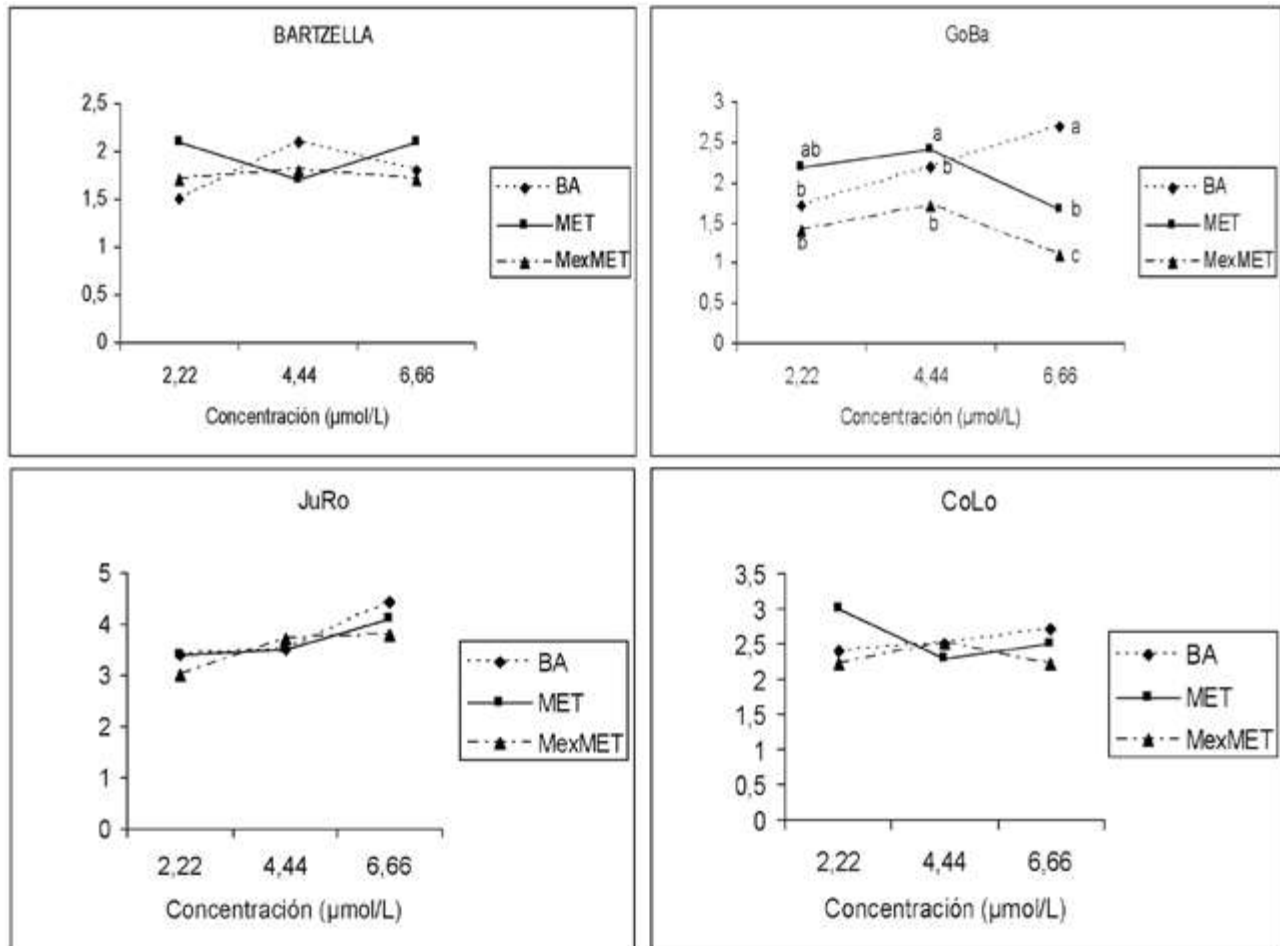 BARTZELLA
2,5
2
1,5
1
0,5
0
2,22 4,44 6,66
Concentración (µmol/L)
BA
MET
MexMET
GoBa
3
2,5
2
1,5
1
0,5
0
ab a a
b b b
b b c
2,22 4,44 6,66
Concentración (µmol/L)
BA
MET
MexMET
JuRo
5
4
3
2
1
0
2,22 4,44 6,66
Concentración (µmol/L)
BA
MET
MexMET
CoLo
3,5
3
2,5
2
1,5
1
0,5
0
2,22 4,44 6,66
Concentración (µmol/L)
BA
MET
MexMET